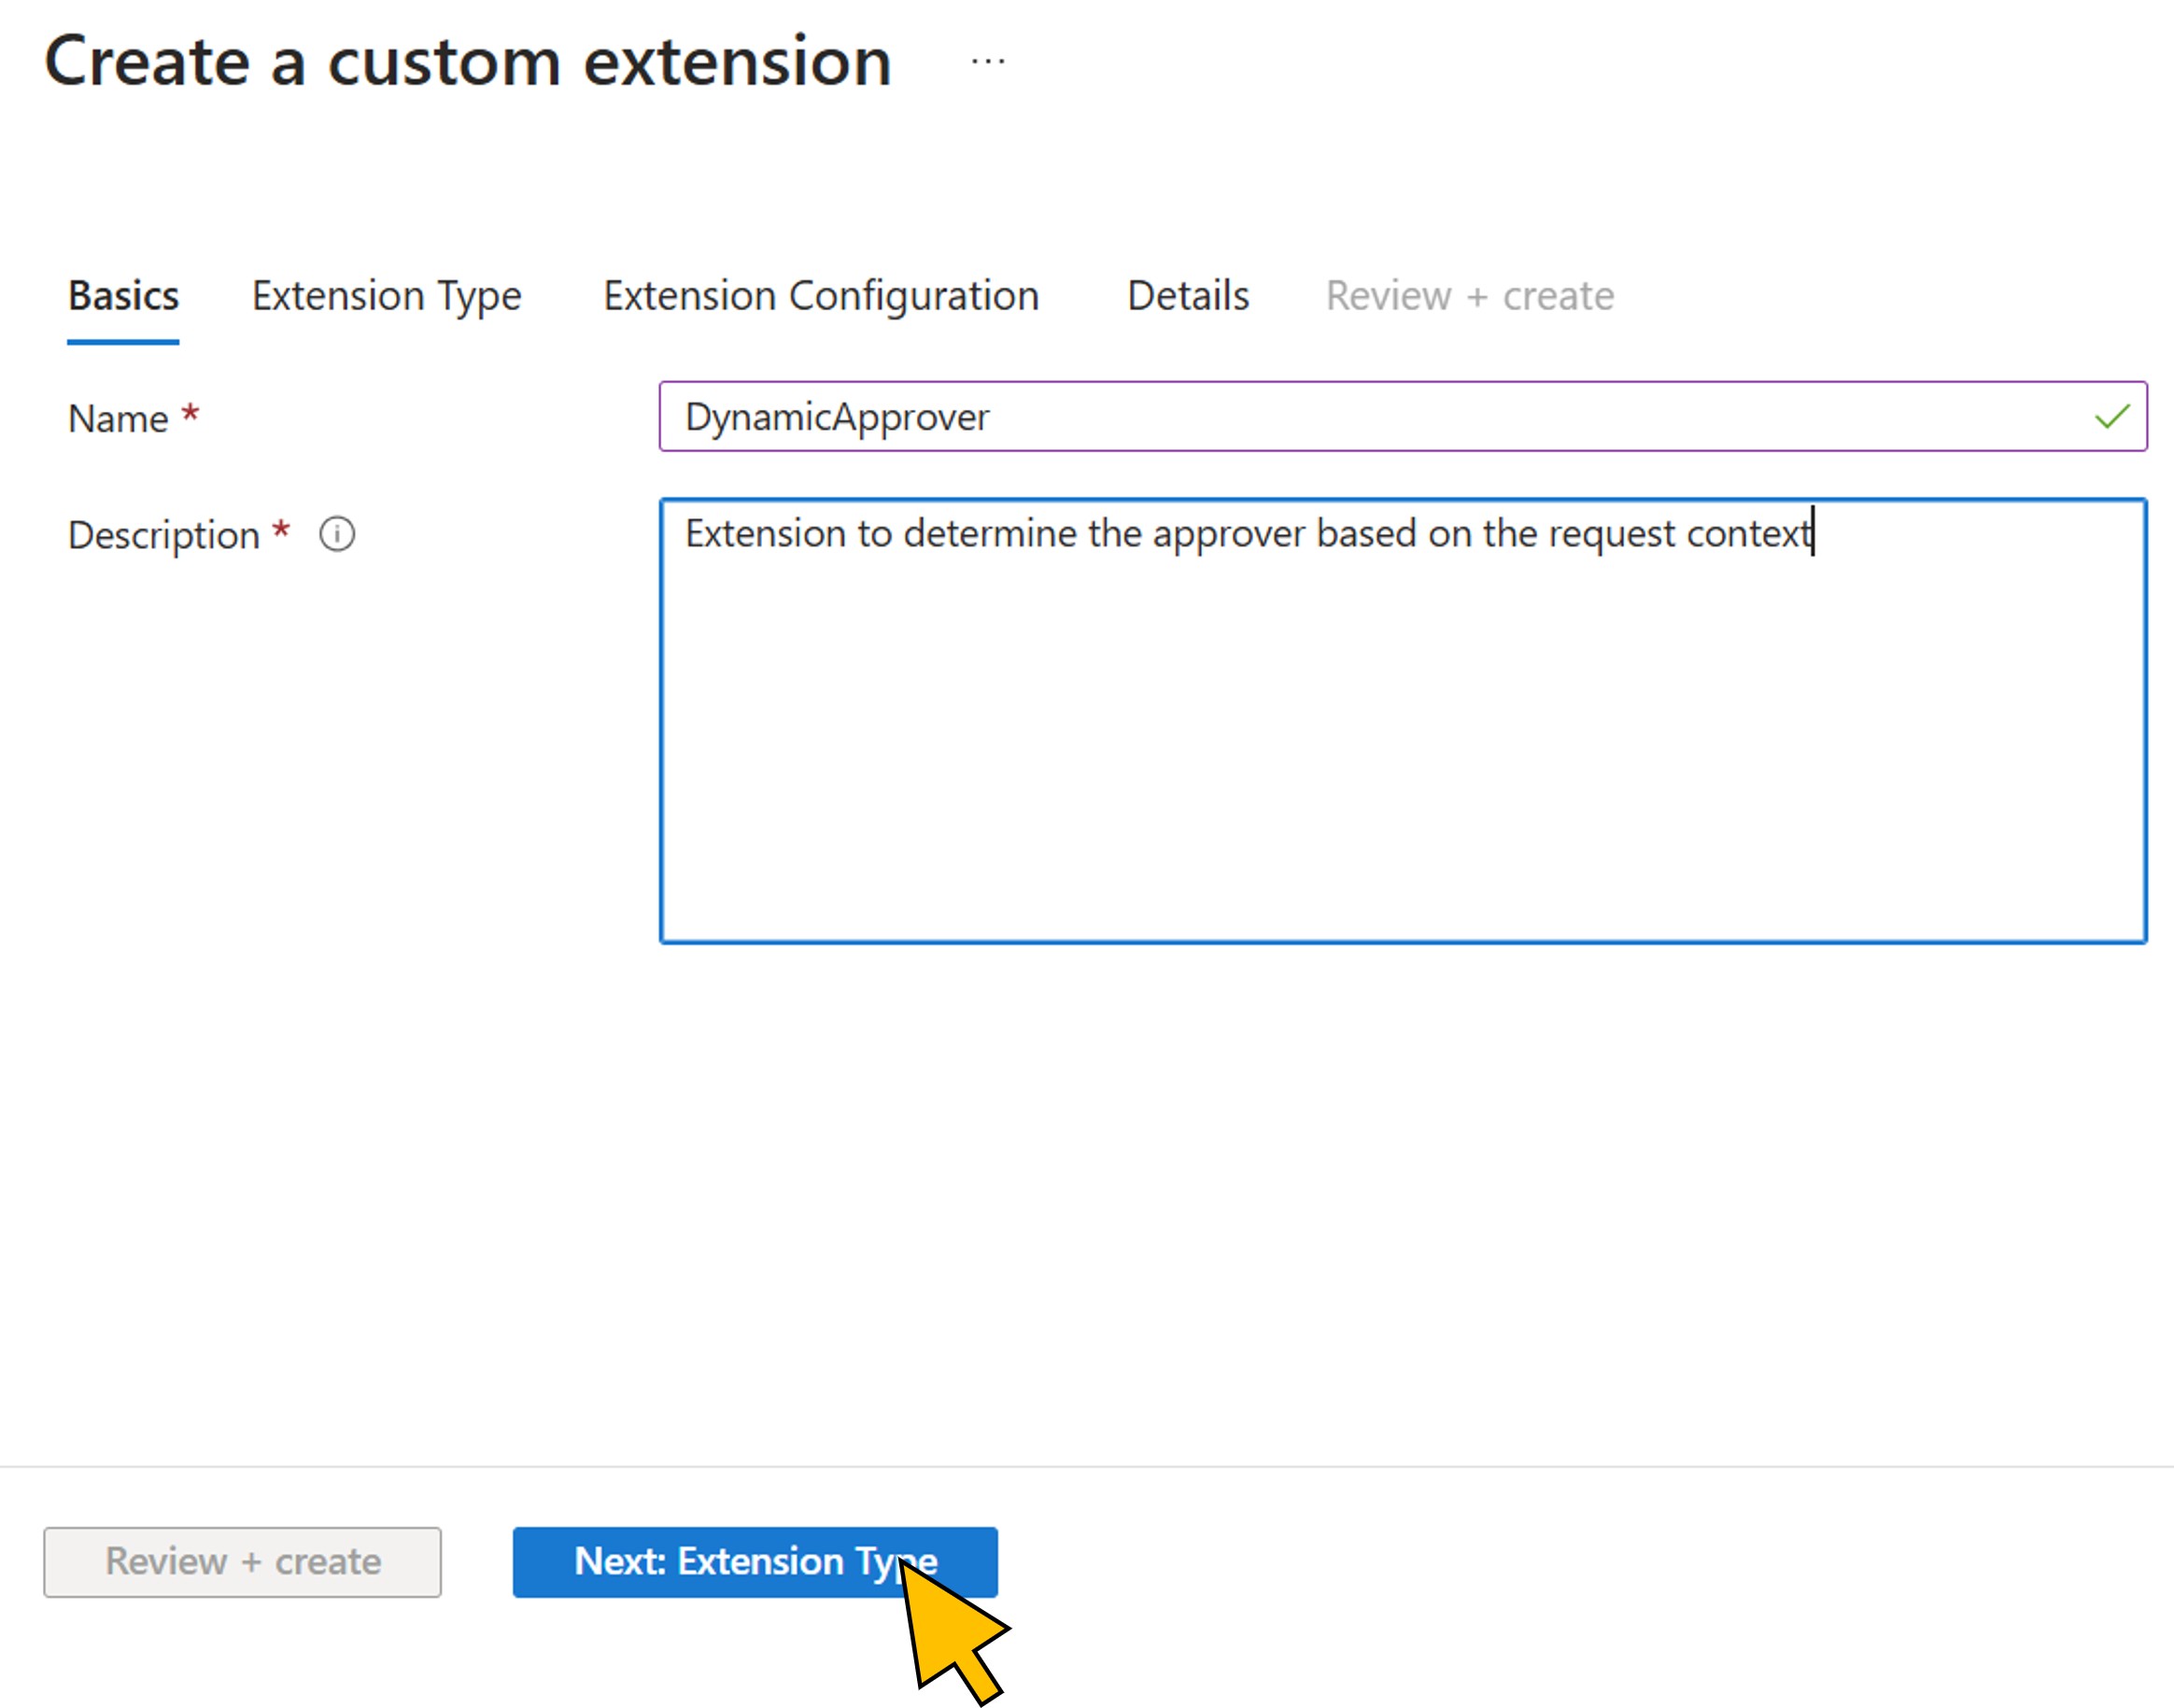 Create a custom extension ...
Basics Extension Type Extension Configuration Details Review + create
Name * DynamicApprover
Description * Extension to determine the approver based on the request context
Review + create Next: Extension Type